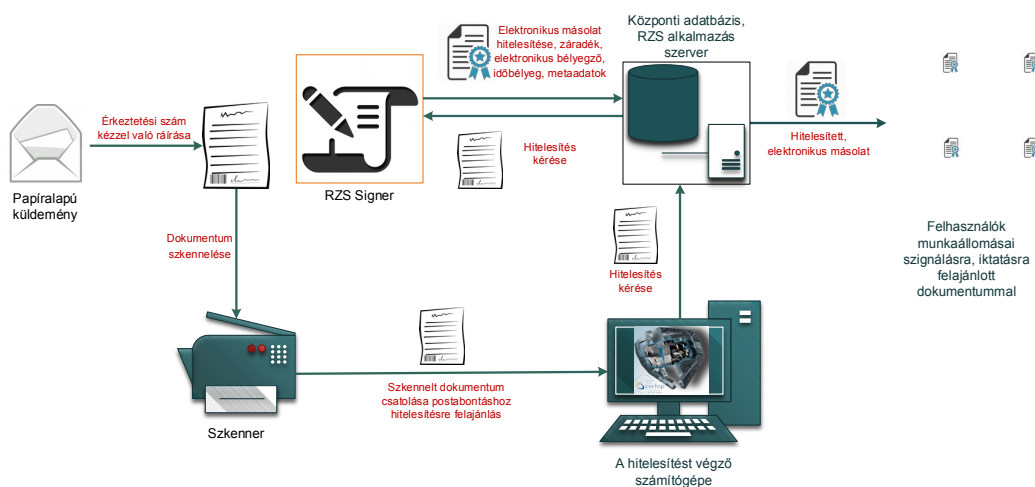 Elektronikus másolat
hitelesítése, záradék,
elektronikus bélyegző,
időbélyeg, metaadatok
Központi adatbázis,
RZS alkalmazás
szerver
Érkeztetési szám
kézzel való ráírása
Hitelesítés
kérése
Hitelesített,
elektronikus másolat
Papíralapú
küldemény
RZS Signer
Dokumentum
szkennelése
Hitelesítés
kérése
Felhasználók
munkaállomásai
szignálásra, iktatásra
felajánlott
dokumentummal
Szkennelt dokumentum
csatolása postabontáshoz
hitelesítésre felajánlás
Szkenner
certop
A hitelesítést végző
számítógépe